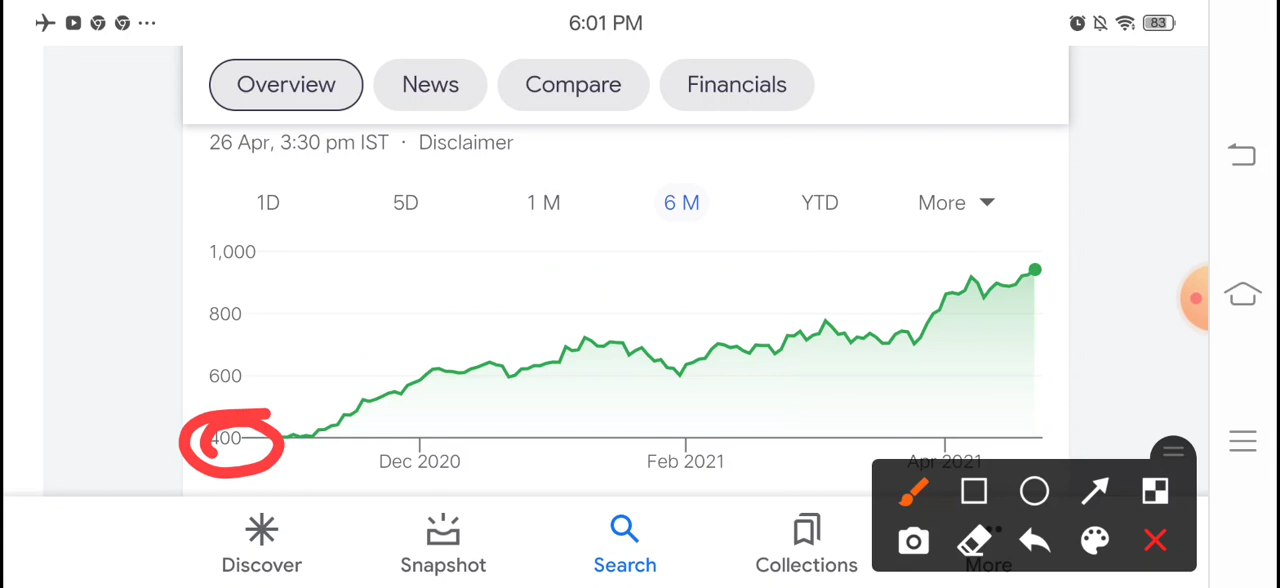 6:01 PM
83
Overview News Compare Financials
26 Apr, 3:30 pm IST · Disclaimer
1D 5D 1 M 6 M YTD More
1,000
800
600
400
Dec 2020 Feb 2021 Apr 2021
Discover Snapshot Search Collections More